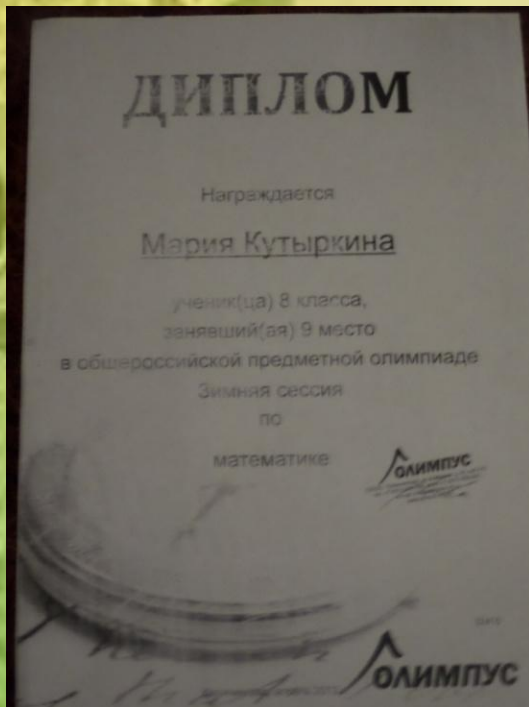 ДИПЛОМ
Награждается
Мария Кутыркина
ученик(ца) 8 класса,
занявший(ая) 9 место
в общероссийской предметной олимпиаде
Зимняя сессия
по
математике
ОЛИМПУС
ОЛИМПУС